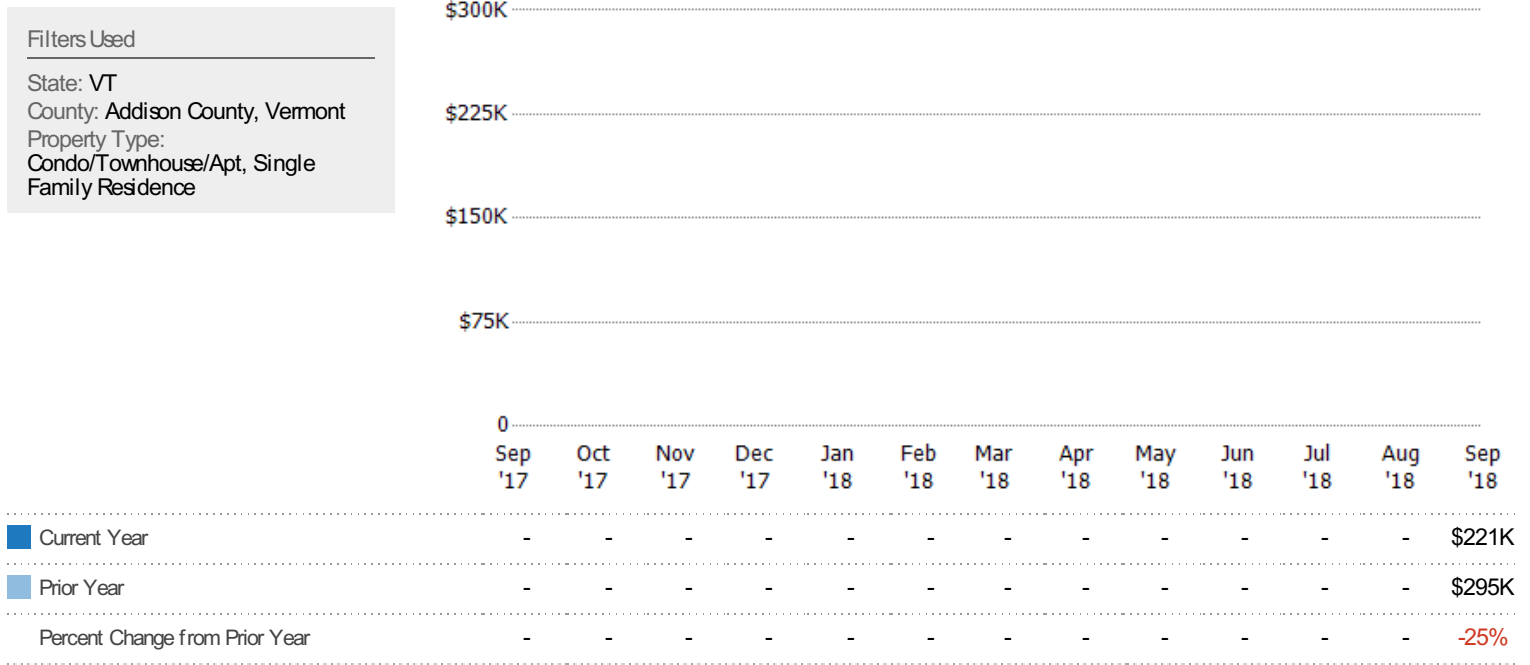 Filters Used
State: VT
County: Addison County, Vermont
Property Type:
Condo/Townhouse/Apt, Single
Family Residence
$300K
$225K
$150K
$75K
0
Sep Oct Nov Dec Jan Feb Mar Apr May Jun Jul Aug Sep
'17 '17 '17 '17 '18 '18 '18 '18 '18 '18 '18 '18 '18
Current Year - - - - - - - - - - - - $221K
Prior Year - - - - - - - - - - - - $295K
Percent Change from Prior Year - - - - - - - - - - - - -25%